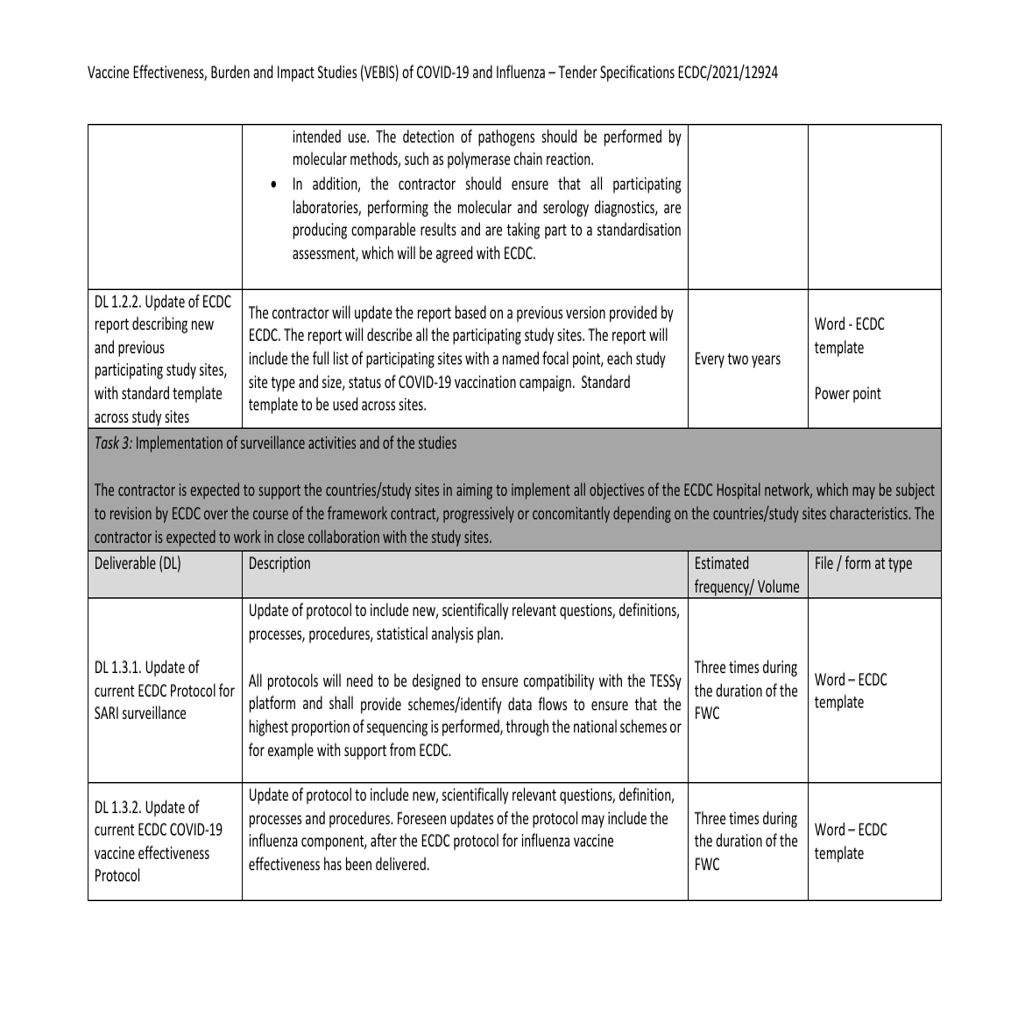 Vaccine Effectiveness, Burden and Impact Studies (VEBIS) of COVID-19 and Influenza – Tender Specifications ECDC/2021/12924
intended use. The detection of pathogens should be performed by
molecular methods, such as polymerase chain reaction.
• In addition, the contractor should ensure that all participating
laboratories, performing the molecular and serology diagnostics, are
producing comparable results and are taking part to a standardisation
assessment, which will be agreed with ECDC.
DL 1.2.2. Update of ECDC
report describing new
and previous
participating study sites,
with standard template
across study sites
The contractor will update the report based on a previous version provided by
ECDC. The report will describe all the participating study sites. The report will
include the full list of participating sites with a named focal point, each study
site type and size, status of COVID-19 vaccination campaign. Standard
template to be used across sites.
Every two years
Word - ECDC
template
Power point
Task 3: Implementation of surveillance activities and of the studies
The contractor is expected to support the countries/study sites in aiming to implement all objectives of the ECDC Hospital network, which may be subject
to revision by ECDC over the course of the framework contract, progressively or concomitantly depending on the countries/study sites characteristics. The
contractor is expected to work in close collaboration with the study sites.
Deliverable (DL)
Description
Estimated
frequency/ Volume
File / form at type
DL 1.3.1. Update of
current ECDC Protocol for
SARI surveillance
Update of protocol to include new, scientifically relevant questions, definitions,
processes, procedures, statistical analysis plan.
All protocols will need to be designed to ensure compatibility with the TESSy
platform and shall provide schemes/identify data flows to ensure that the
highest proportion of sequencing is performed, through the national schemes or
for example with support from ECDC.
Three times during
the duration of the
FWC
Word – ECDC
template
DL 1.3.2. Update of
current ECDC COVID-19
vaccine effectiveness
Protocol
Update of protocol to include new, scientifically relevant questions, definition,
processes and procedures. Foreseen updates of the protocol may include the
influenza component, after the ECDC protocol for influenza vaccine
effectiveness has been delivered.
Three times during
the duration of the
FWC
Word – ECDC
template